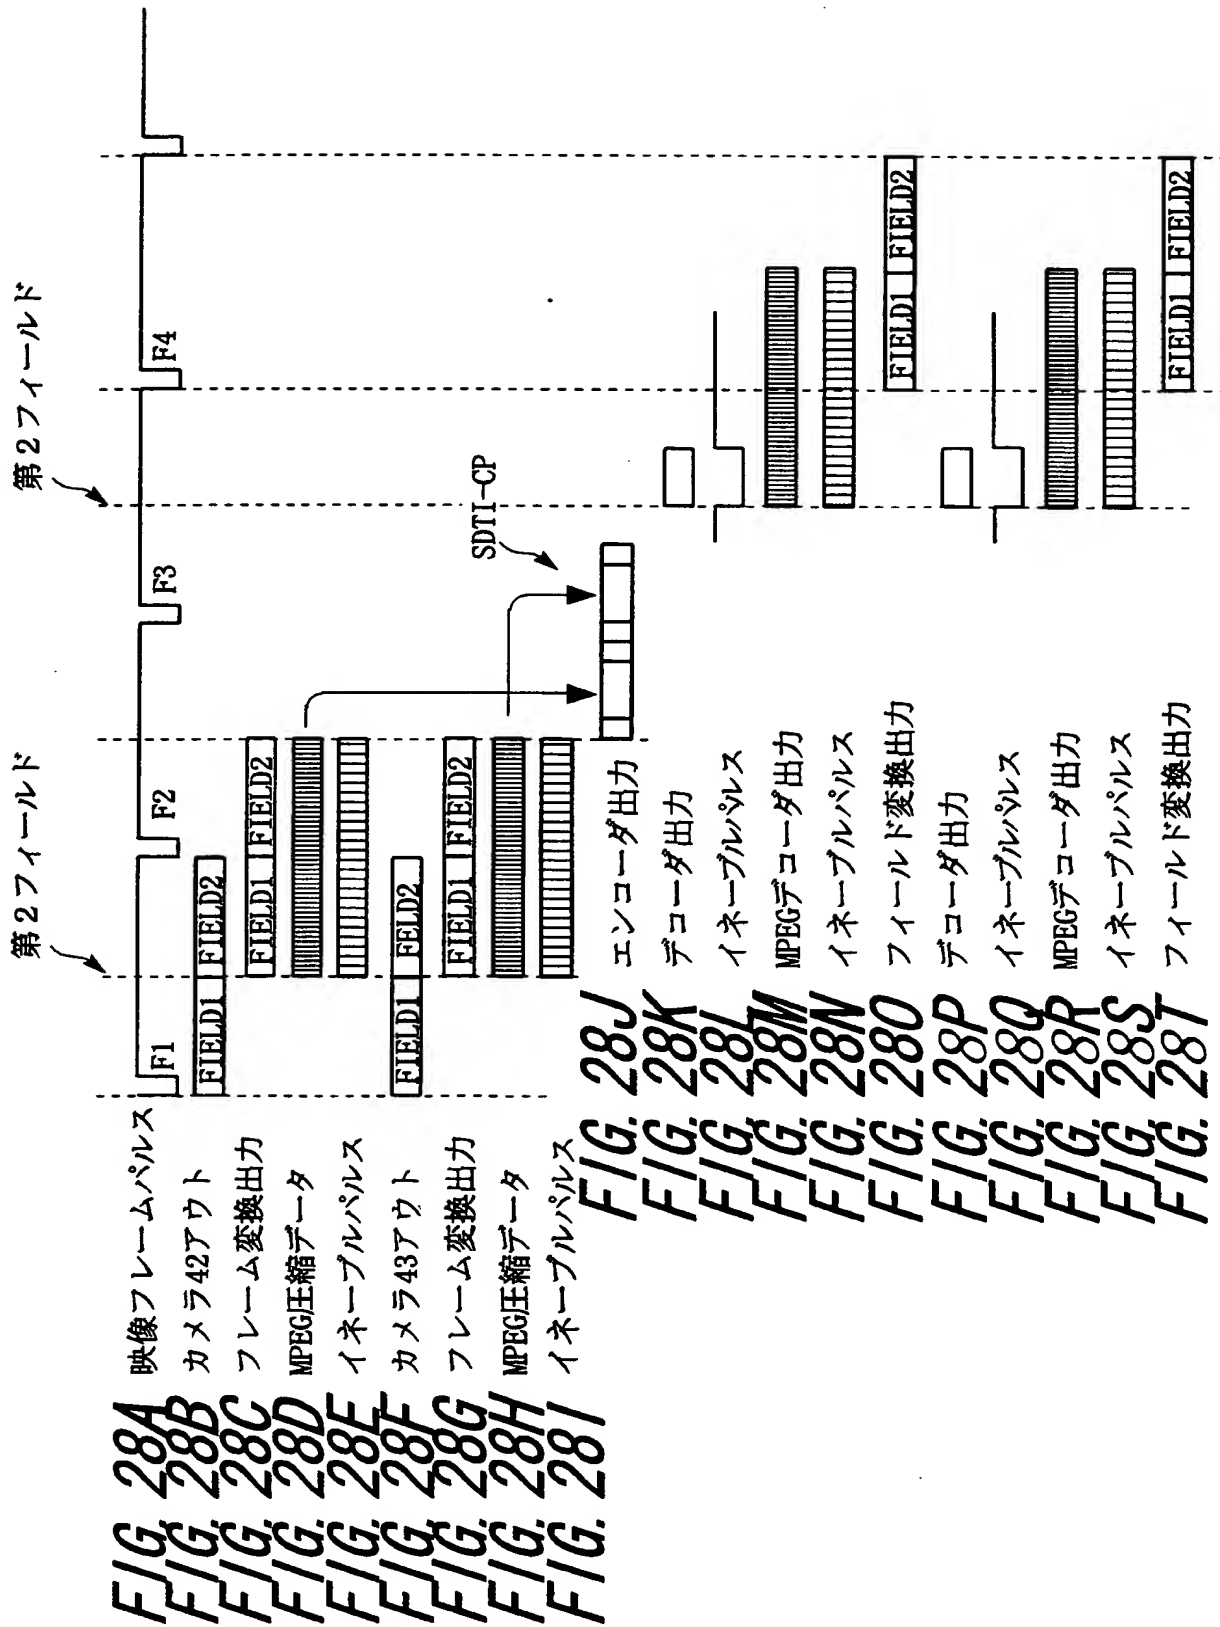 第2フィールド
第2フィールド
FIG. 28A 映像フレームパルス F1 F2 F3 F4
FIG. 28B カメラ42アウト FIELD1 FIELD2
FIG. 28C フレーム変換出力 FIELD1 FIELD2
FIG. 28D MPEG圧縮データ
FIG. 28E イネーブルパルス
FIG. 28F カメラ43アウト FIELD1 FELD2
FIG. 28G フレーム変換出力 FIELD1 FIELD2
FIG. 28H MPEG圧縮データ
SDTI-CP
FIG. 28I イネーブルパルス
FIG. 28J エンコーダ出力
FIG. 28K デコーダ出力
FIG. 28L イネーブルパルス
FIG. 28M MPEGデコーダ出力
FIG. 28N イネーブルパルス
FIG. 28O フィールド変換出力 FIELD1 FIELD2
FIG. 28P デコーダ出力
FIG. 28Q イネーブルパルス
FIG. 28R MPEGデコーダ出力
FIG. 28S イネーブルパルス
FIG. 28T フィールド変換出力 FIELD1 FIELD2